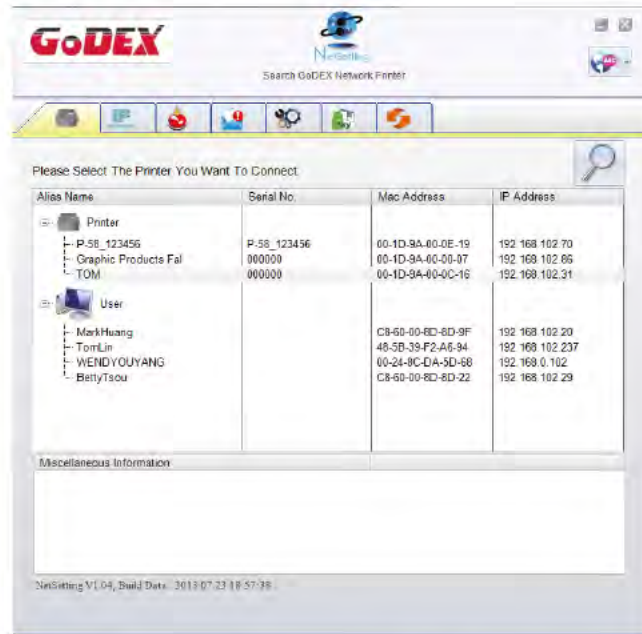 GoDEX
NetSetting
Search GoDEX Network Printer
IP
Please Select The Printer You Want To Connect
Alias Name Serial No. Mac Address IP Address
Printer
P-58_123456 P-58_123456 00-1D-9A-00-0E-19 192.168.102.70
Graphic Products Fal 000000 00-1D-9A-00-00-07 192.168.102.86
TOM 000000 00-1D-9A-00-0C-16 192.168.102.31
User
MarkHuang C8-60-00-8D-8D-9F 192.168.102.20
TomLin 48-5B-39-F2-A6-94 192.168.102.237
WENDYOUYANG 00-24-8C-DA-5D-68 192.168.0.102
BettyTsou C8-60-00-8D-8D-22 192.168.102.29
Miscellaneous Information
NetSetting V1.04, Build Date : 2013 07 23 18:57:38